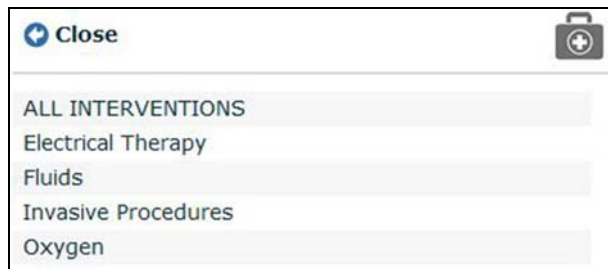 Close
ALL INTERVENTIONS
Electrical Therapy
Fluids
Invasive Procedures
Oxygen